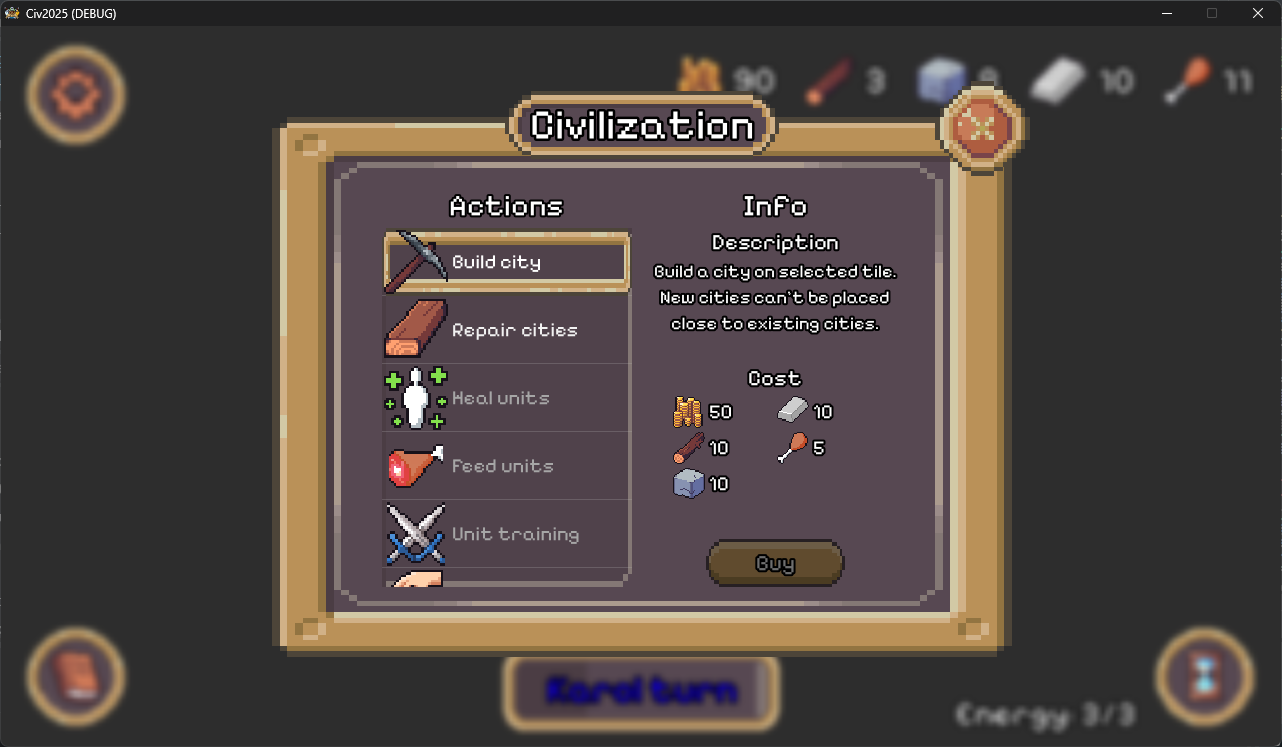 Civ2025 (DEBUG)
90 3 8 10 11
Civilization
Actions
Build city
Repair cities
Heal units
Feed units
Unit training
Info
Description
Build a city on selected tile.
New cities can't be placed
close to existing cities.
Cost
50 10
10 5
10
Buy
Karol turn
Energy: 3/3